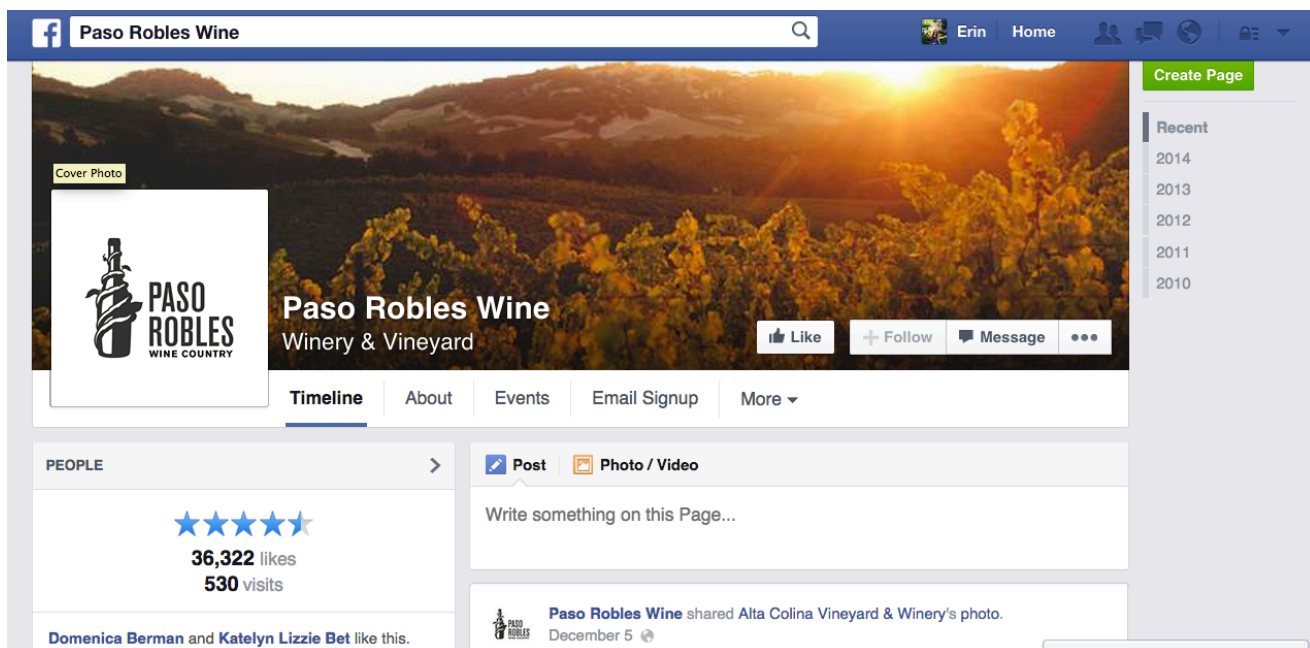 Paso Robles Wine
Erin
Home
Create Page
Recent
2014
2013
2012
2011
2010
Cover Photo
PASO
ROBLES
WINE COUNTRY
Paso Robles Wine
Winery & Vineyard
Like
Follow
Message
Timeline
About
Events
Email Signup
More
PEOPLE
36,322 likes
530 visits
Domenica Berman and Katelyn Lizzie Bet like this.
Post
Photo / Video
Write something on this Page...
PASO
ROBLES
Paso Robles Wine shared Alta Colina Vineyard & Winery's photo.
December 5